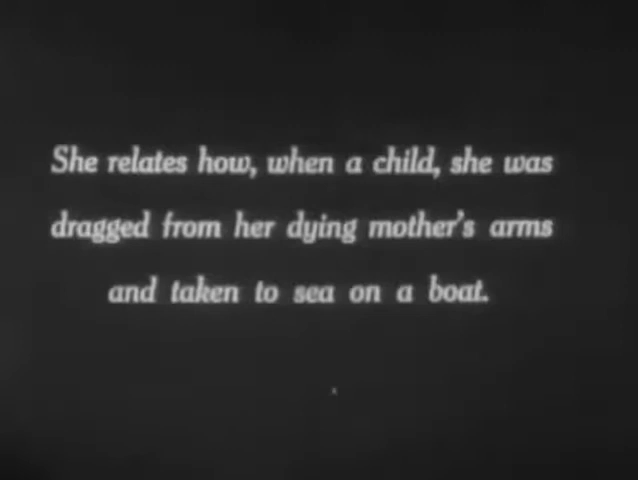 She relates how, when a child, she was
dragged from her dying mother's arms
and taken to sea on a boat.